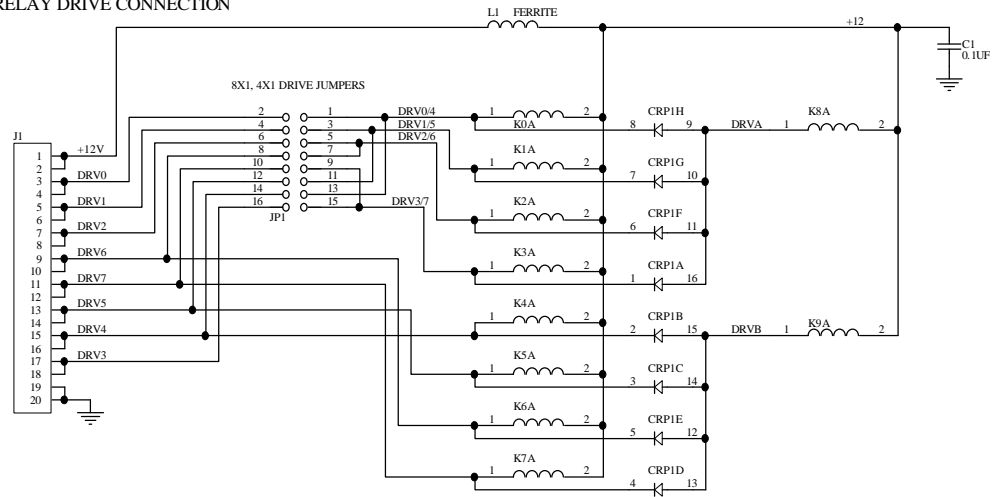 RELAY DRIVE CONNECTION
L1 FERRITE
+12
C1
0.1UF
8X1, 4X1 DRIVE JUMPERS
J1
1 +12V
2
3 DRV0
4
5 DRV1
6
7 DRV2
8
9 DRV6
10
11 DRV7
12
13 DRV5
14
15 DRV4
16
17 DRV3
18
19
20
2 1 DRV0/4
4 3 DRV1/5
6 5 DRV2/6
8 7
10 9
12 11
14 13
16 15 DRV3/7
JP1
1 K0A 2
1 K1A 2
1 K2A 2
1 K3A 2
1 K4A 2
1 K5A 2
1 K6A 2
1 K7A 2
CRP1H
8 9 DRVA 1 K8A 2
CRP1G
7 10
CRP1F
6 11
CRP1A
1 16
CRP1B
2 15 DRVB 1 K9A 2
CRP1C
3 14
CRP1E
5 12
CRP1D
4 13